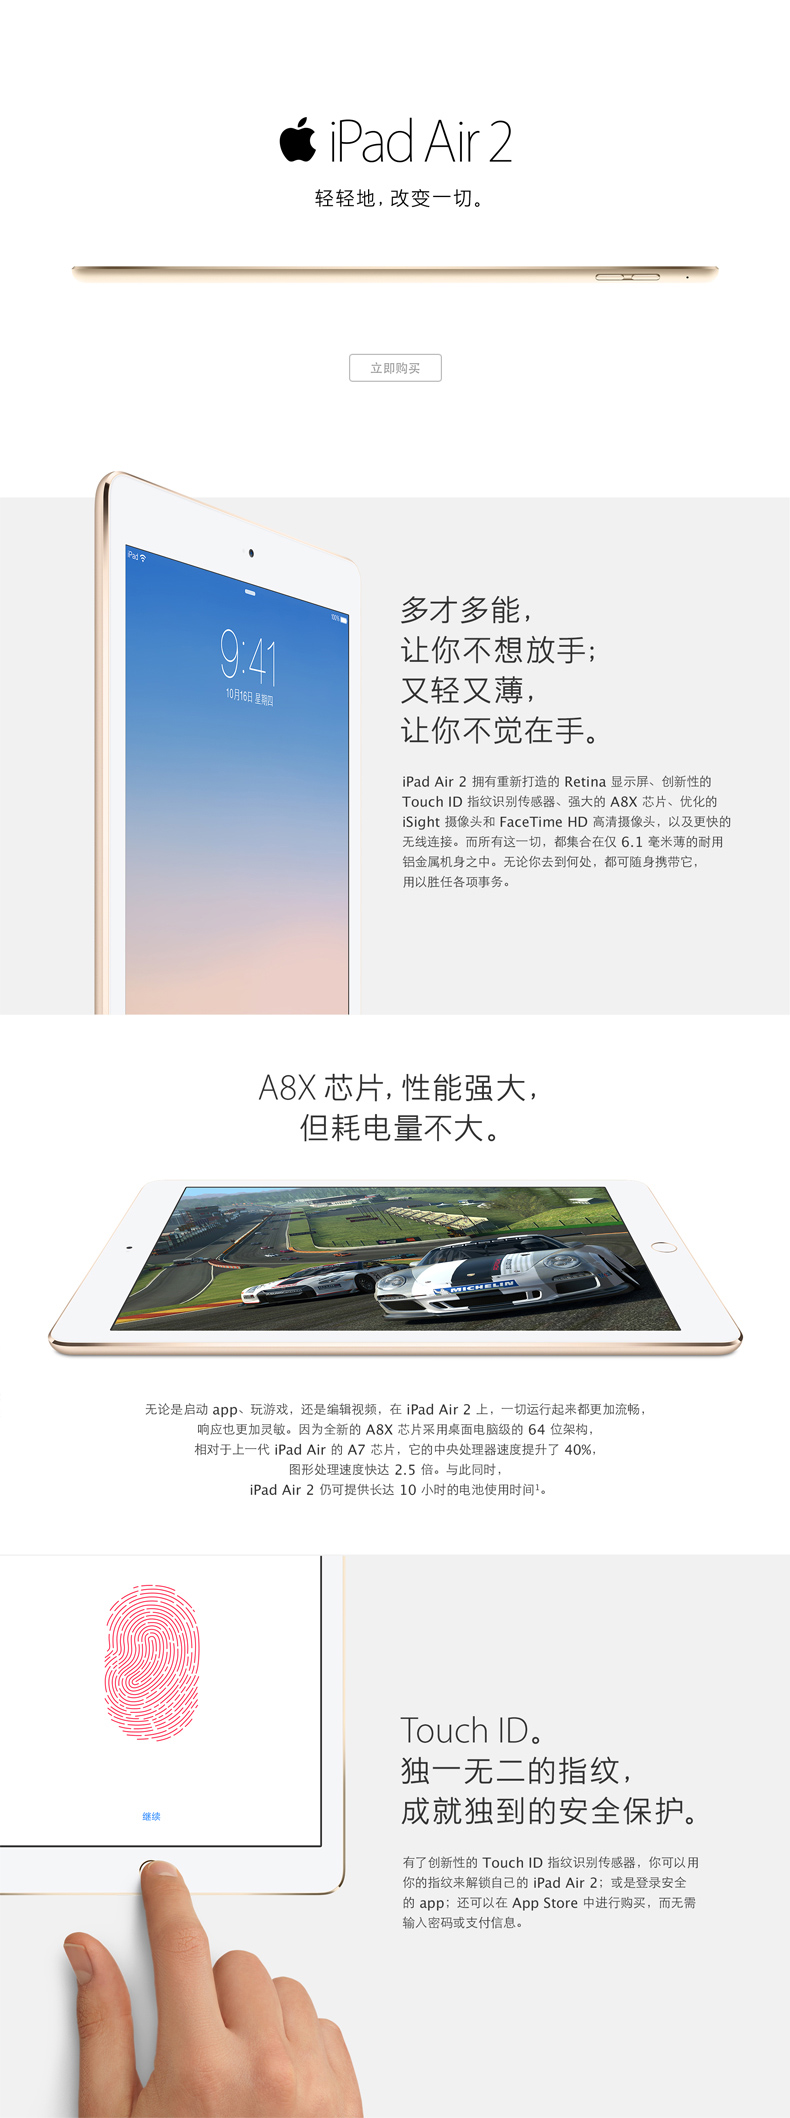 iPad Air 2
轻轻地，改变一切。
立即购买
iPad
100%
9:41
10月16日 星期四
多才多能，
让你不想放手；
又轻又薄，
让你不觉在手。
iPad Air 2 拥有重新打造的 Retina 显示屏、创新性的
Touch ID 指纹识别传感器、强大的 A8X 芯片、优化的
iSight 摄像头和 FaceTime HD 高清摄像头，以及更快的
无线连接。而所有这一切，都集合在仅 6.1 毫米薄的耐用
铝金属机身之中。无论你去到何处，都可随身携带它，
用以胜任各项事务。
A8X 芯片，性能强大，
但耗电量不大。
MICHELIN
无论是启动 app、玩游戏，还是编辑视频，在 iPad Air 2 上，一切运行起来都更加流畅，
响应也更加灵敏。因为全新的 A8X 芯片采用桌面电脑级的 64 位架构，
相对于上一代 iPad Air 的 A7 芯片，它的中央处理器速度提升了 40%，
图形处理速度快达 2.5 倍。与此同时，
iPad Air 2 仍可提供长达 10 小时的电池使用时间¹。
继续
Touch ID。
独一无二的指纹，
成就独到的安全保护。
有了创新性的 Touch ID 指纹识别传感器，你可以用
你的指纹来解锁自己的 iPad Air 2；或是登录安全
的 app；还可以在 App Store 中进行购买，而无需
输入密码或支付信息。